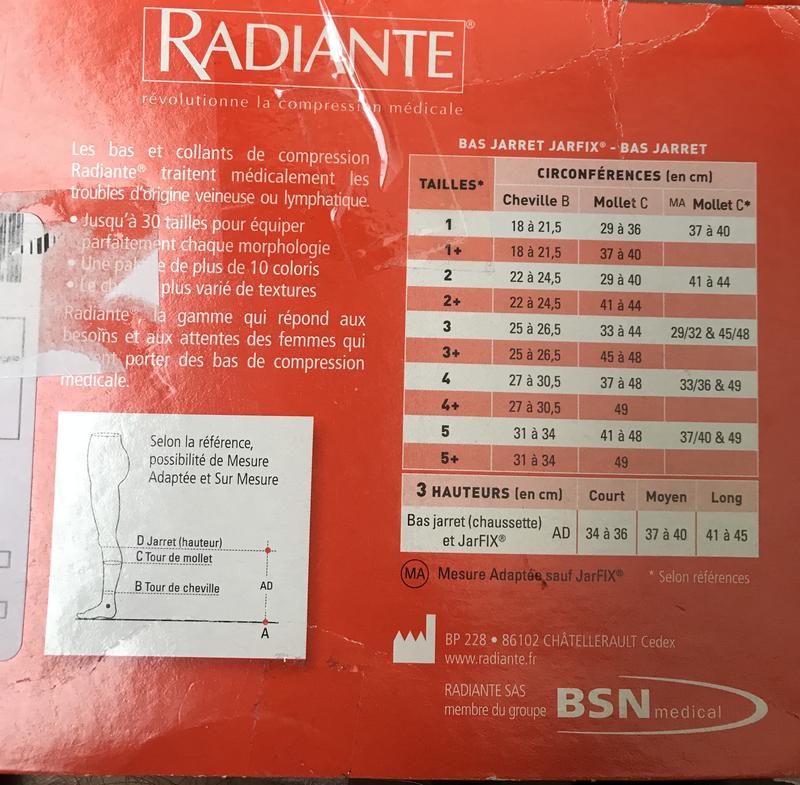 RADIANTE®
révolutionne la compression médicale
Les bas et collants de compression
Radiante® traitent médicalement les
troubles d'origine veineuse ou lymphatique.
• Jusqu'à 30 tailles pour équiper
parfaitement chaque morphologie
• Une e de plus de 10 coloris
• Le plus varié de textures
Radiante la gamme qui répond aux
besoins et aux attentes des femmes qui
porter des bas de compression
médicale.
Selon la référence,
possibilité de Mesure
Adaptée et Sur Mesure
D Jarret (hauteur)
C Tour de mollet
B Tour de cheville
AD
A
BAS JARRET JARFIX® - BAS JARRET
TAILLES* CIRCONFÉRENCES (en cm)
Cheville B Mollet C MA Mollet C*
1 18 à 21,5 29 à 36 37 à 40
1+ 18 à 21,5 37 à 40
2 22 à 24,5 29 à 40 41 à 44
2+ 22 à 24,5 41 à 44
3 25 à 26,5 33 à 44 29/32 & 45/48
3+ 25 à 26,5 45 à 48
4 27 à 30,5 37 à 48 33/36 & 49
4+ 27 à 30,5 49
5 31 à 34 41 à 48 37/40 & 49
5+ 31 à 34 49
3 HAUTEURS (en cm) Court Moyen Long
Bas jarret (chaussette)
et JarFIX® AD 34 à 36 37 à 40 41 à 45
MA Mesure Adaptée sauf JarFIX® * Selon références
BP 228 • 86102 CHÂTELLERAULT Cedex
www.radiante.fr
RADIANTE SAS
membre du groupe BSN medical